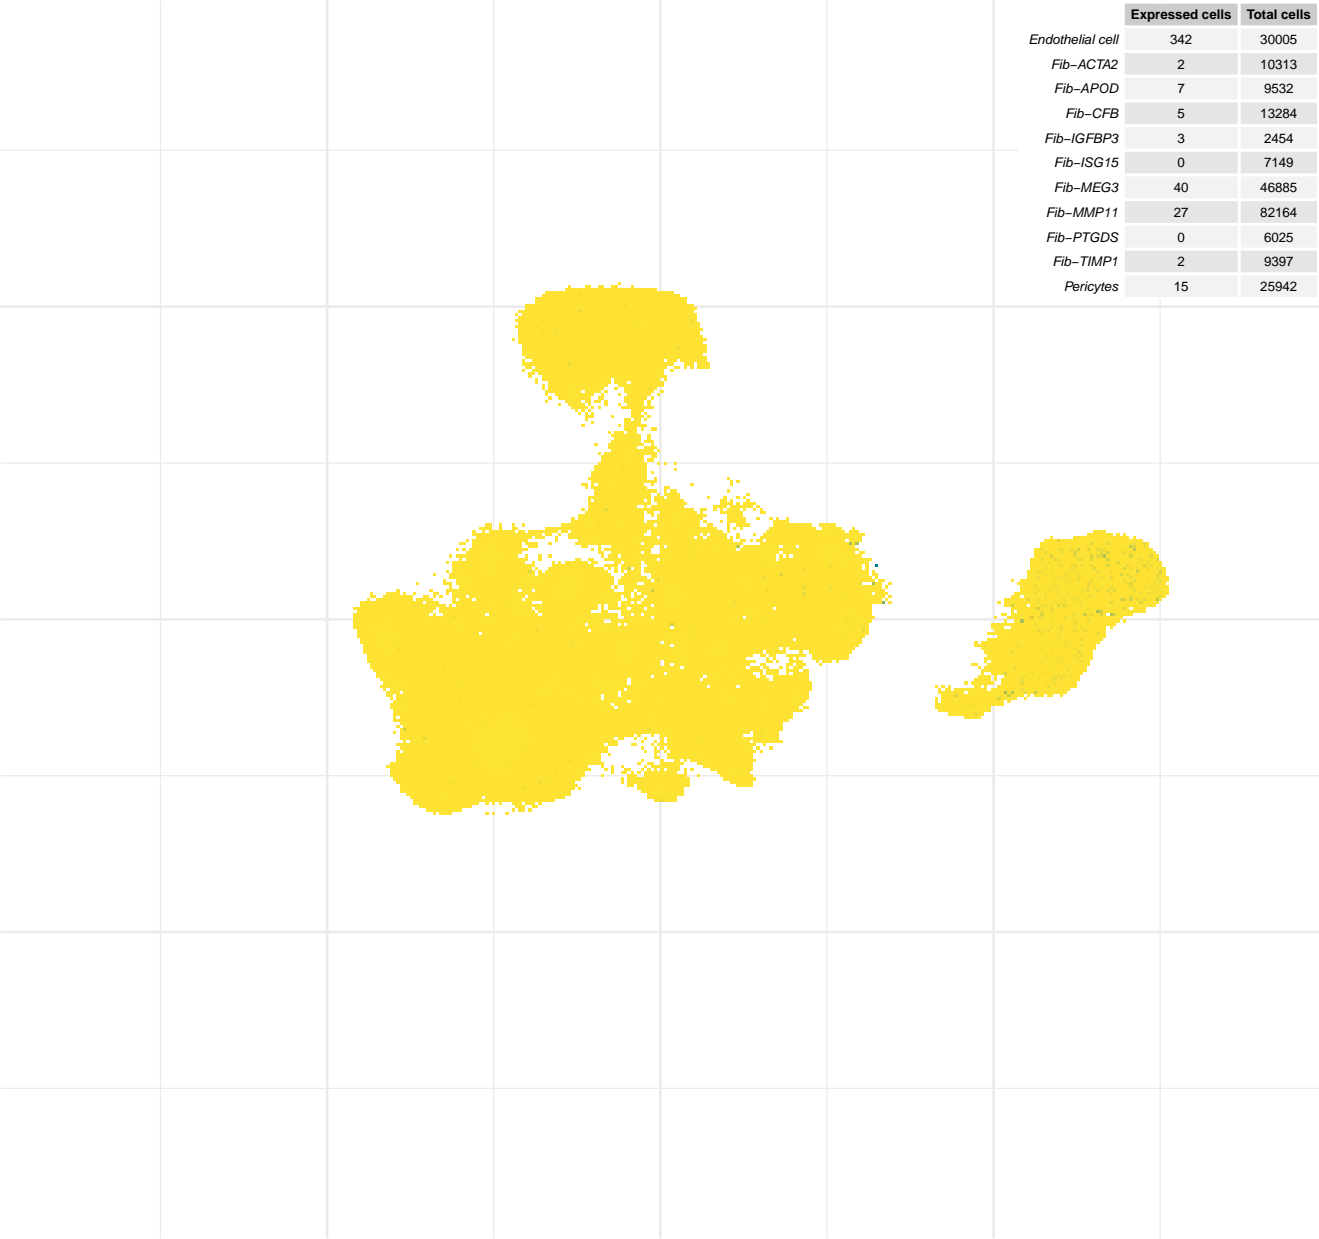 Expressed cells Total cells
Endothelial cell 342 30005
Fib−ACTA2 2 10313
Fib−APOD 7 9532
Fib−CFB 5 13284
Fib−IGFBP3 3 2454
Fib−ISG15 0 7149
Fib−MEG3 40 46885
Fib−MMP11 27 82164
Fib−PTGDS 0 6025
Fib−TIMP1 2 9397
Pericytes 15 25942